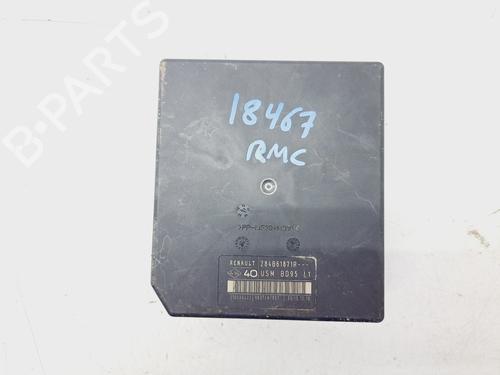 B-PARTS
18467
RMC
RENAULT 284B61871R---
40 USM BD95 L1